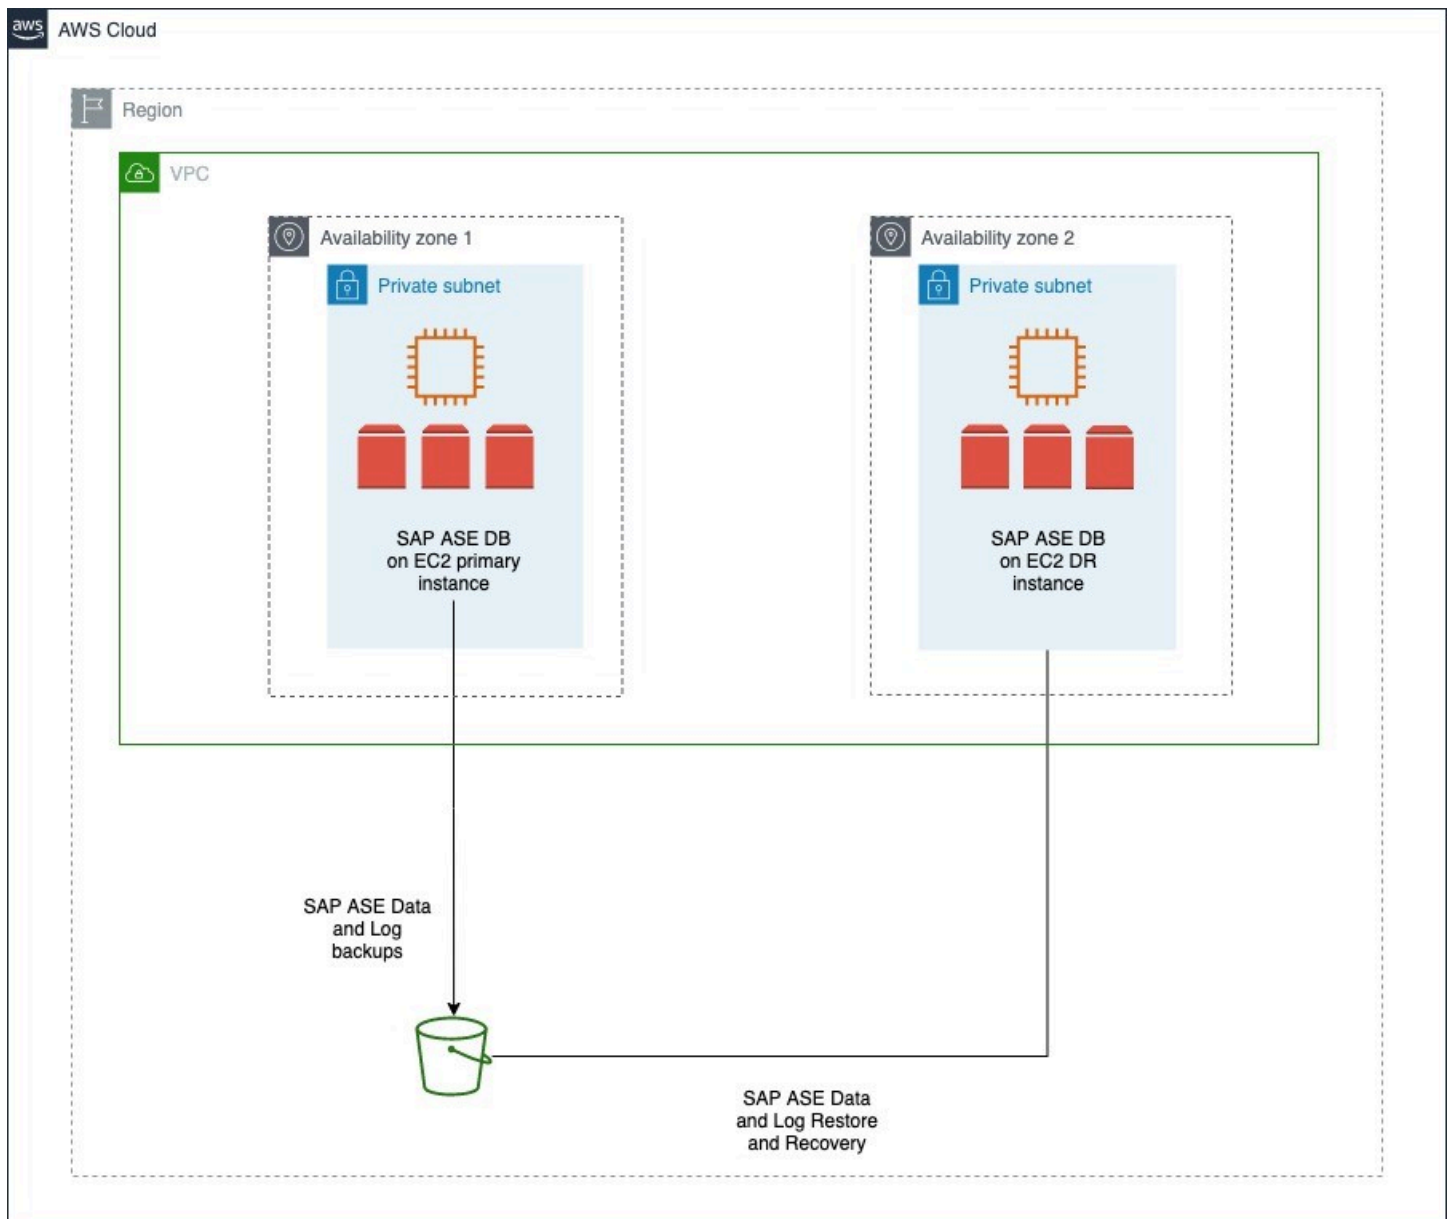 aws
AWS Cloud
Region
VPC
Availability zone 1
Private subnet
SAP ASE DB
on EC2 primary
instance
Availability zone 2
Private subnet
SAP ASE DB
on EC2 DR
instance
SAP ASE Data
and Log
backups
SAP ASE Data
and Log Restore
and Recovery